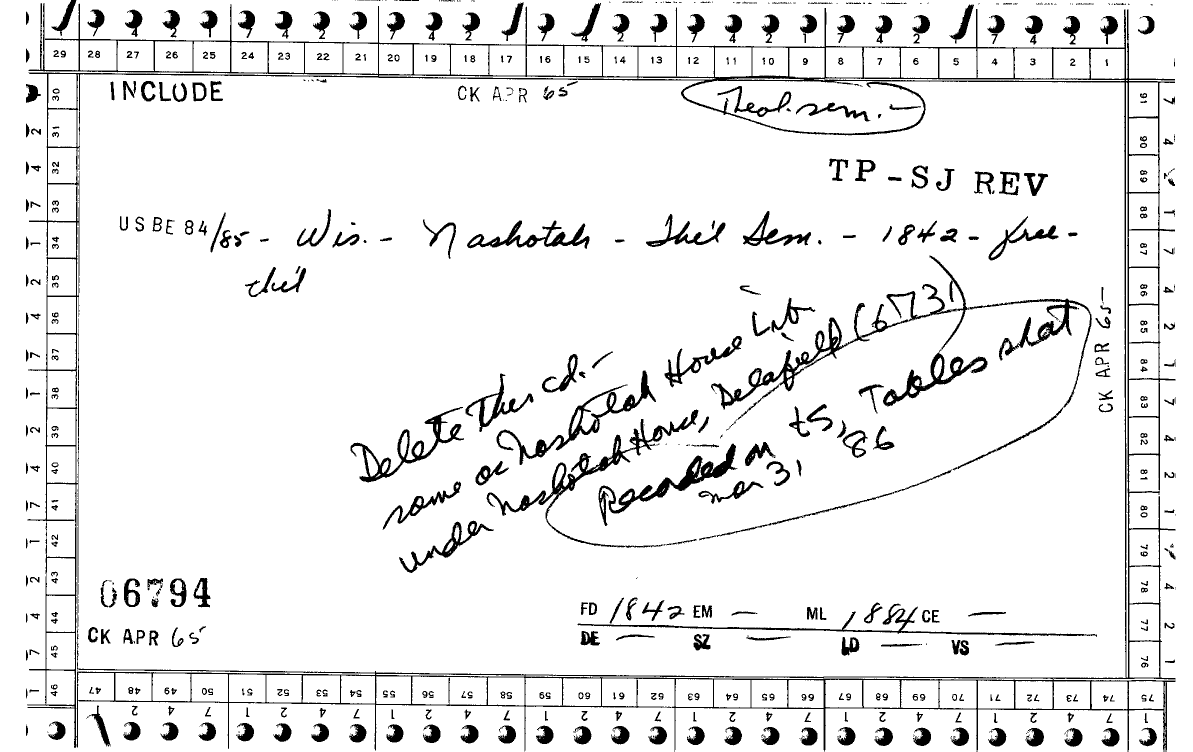 29 28 27 26 25 24 23 22 21 20 19 18 17 16 15 14 13 12 11 10 9 8 7 6 5 4 3 2 1
INCLUDE CK APR 65 Theol. sem. —
TP-SJ REV
USBE 84/85 - Wis. - Nashotah - The'l Sem. - 1842 - free -
the'l
CK APR 65
Delete this cd. —
same as Nashotah House Lib.
under Nashotah House, Delafield (6731)
Recorded on t5, Tables shat
Mar 31 86
06794
CK APR 65
FD 1842 EM — ML 1884 CE —
DE — SZ — LD — VS —
30 31 32 33 34 35 36 37 38 39 40 41 42 43 44 45 46
47 48 49 50 51 52 53 54 55 56 57 58 59 60 61 62 63 64 65 66 67 68 69 70 71 72 73 74 75
76 77 78 79 80 81 82 83 84 85 86 87 88 89 90 91